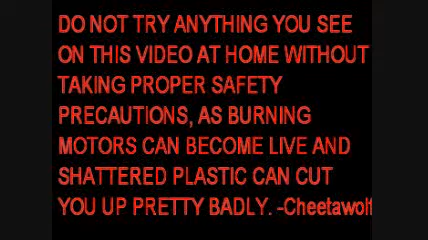 DO NOT TRY ANYTHING YOU SEE
ON THIS VIDEO AT HOME WITHOUT
TAKING PROPER SAFETY
PRECAUTIONS, AS BURNING
MOTORS CAN BECOME LIVE AND
SHATTERED PLASTIC CAN CUT
YOU UP PRETTY BADLY. -Cheetawolf